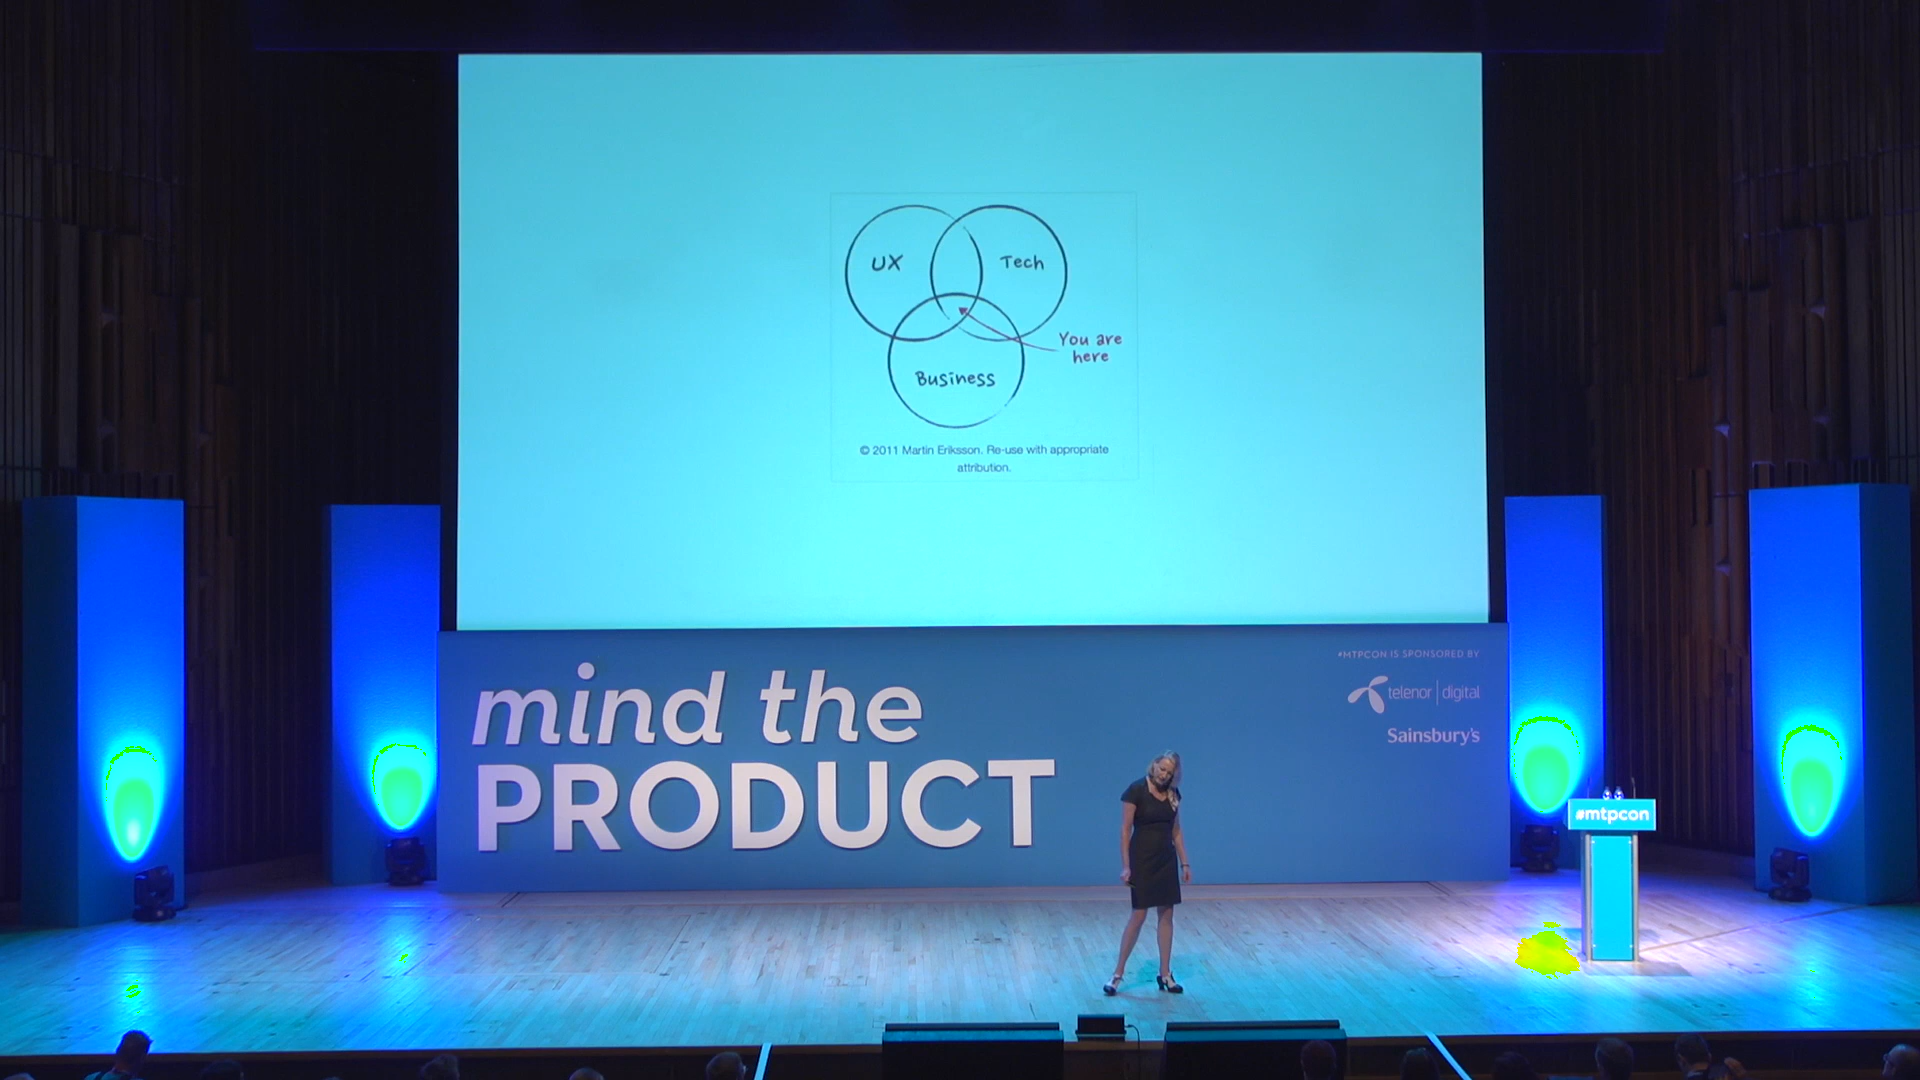 UX
Tech
You are
here
Business
© 2011 Martin Eriksson. Re-use with appropriate
attribution.
mind the
PRODUCT
#MTPCON IS SPONSORED BY
telenor | digital
Sainsbury's
#mtpcon